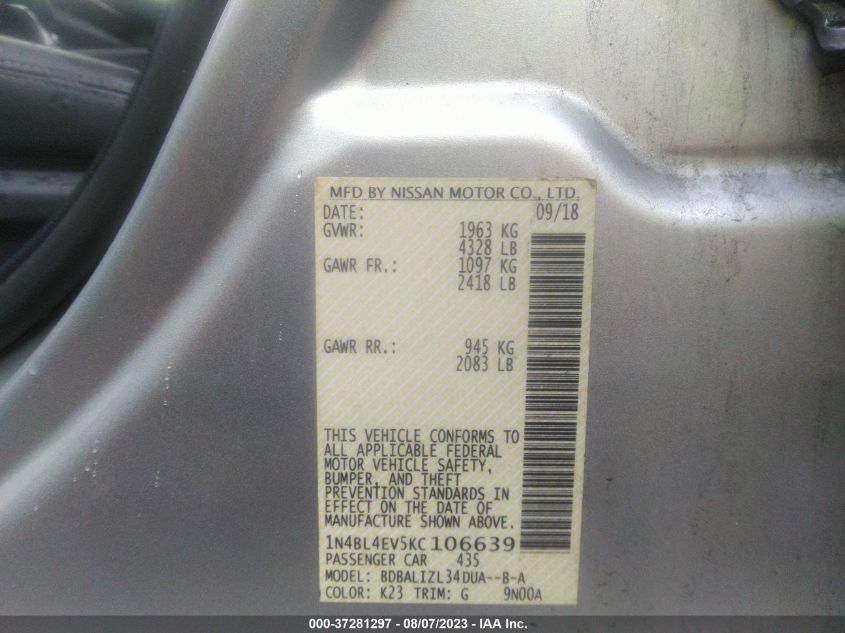 MFD BY NISSAN MOTOR CO., LTD.
DATE: 09/18
GVWR: 1963 KG
4328 LB
GAWR FR.: 1097 KG
2418 LB
GAWR RR.: 945 KG
2083 LB
THIS VEHICLE CONFORMS TO
ALL APPLICABLE FEDERAL
MOTOR VEHICLE SAFETY,
BUMPER, AND THEFT
PREVENTION STANDARDS IN
EFFECT ON THE DATE OF
MANUFACTURE SHOWN ABOVE.
1N4BL4EV5KC106639
PASSENGER CAR 435
MODEL: BDBALIZL34DUA--B-A
COLOR: K23 TRIM: G 9N00A
000-37281297 - 08/07/2023 - IAA Inc.